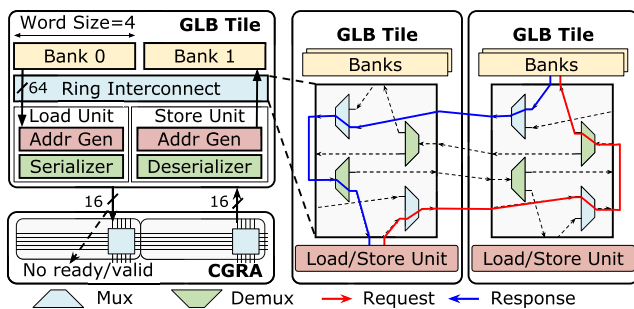 Word Size=4
GLB Tile
Bank 0
Bank 1
64
Ring Interconnect
Load Unit
Store Unit
Addr Gen
Addr Gen
Serializer
Deserializer
16
16
No ready/valid
CGRA
GLB Tile
Banks
Load/Store Unit
GLB Tile
Banks
Load/Store Unit
Mux
Demux
Request
Response